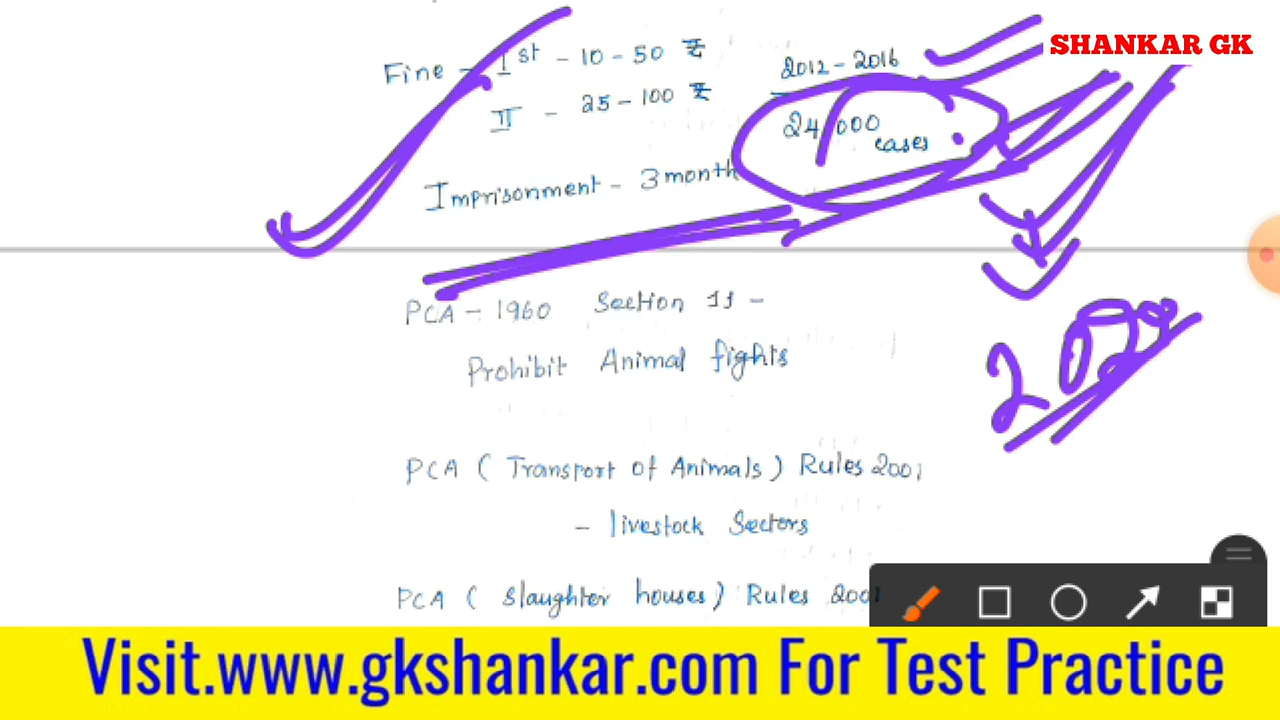 SHANKAR GK
Fine - Ist - 10 - 50 ₹
2012 - 2016
II - 25 - 100 ₹
24,000
cases
Imprisonment - 3 month
PCA - 1960 Section 11 -
Prohibit Animal fights
PCA ( Transport of Animals ) Rules 2001
- livestock Sectors
PCA ( Slaughter houses ) Rules 2001
Visit.www.gkshankar.com For Test Practice